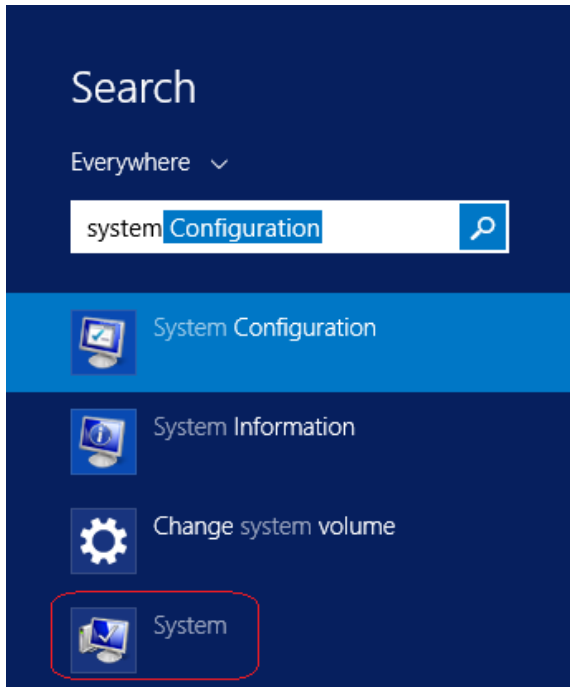 Search
Everywhere
system Configuration
System Configuration
System Information
Change system volume
System